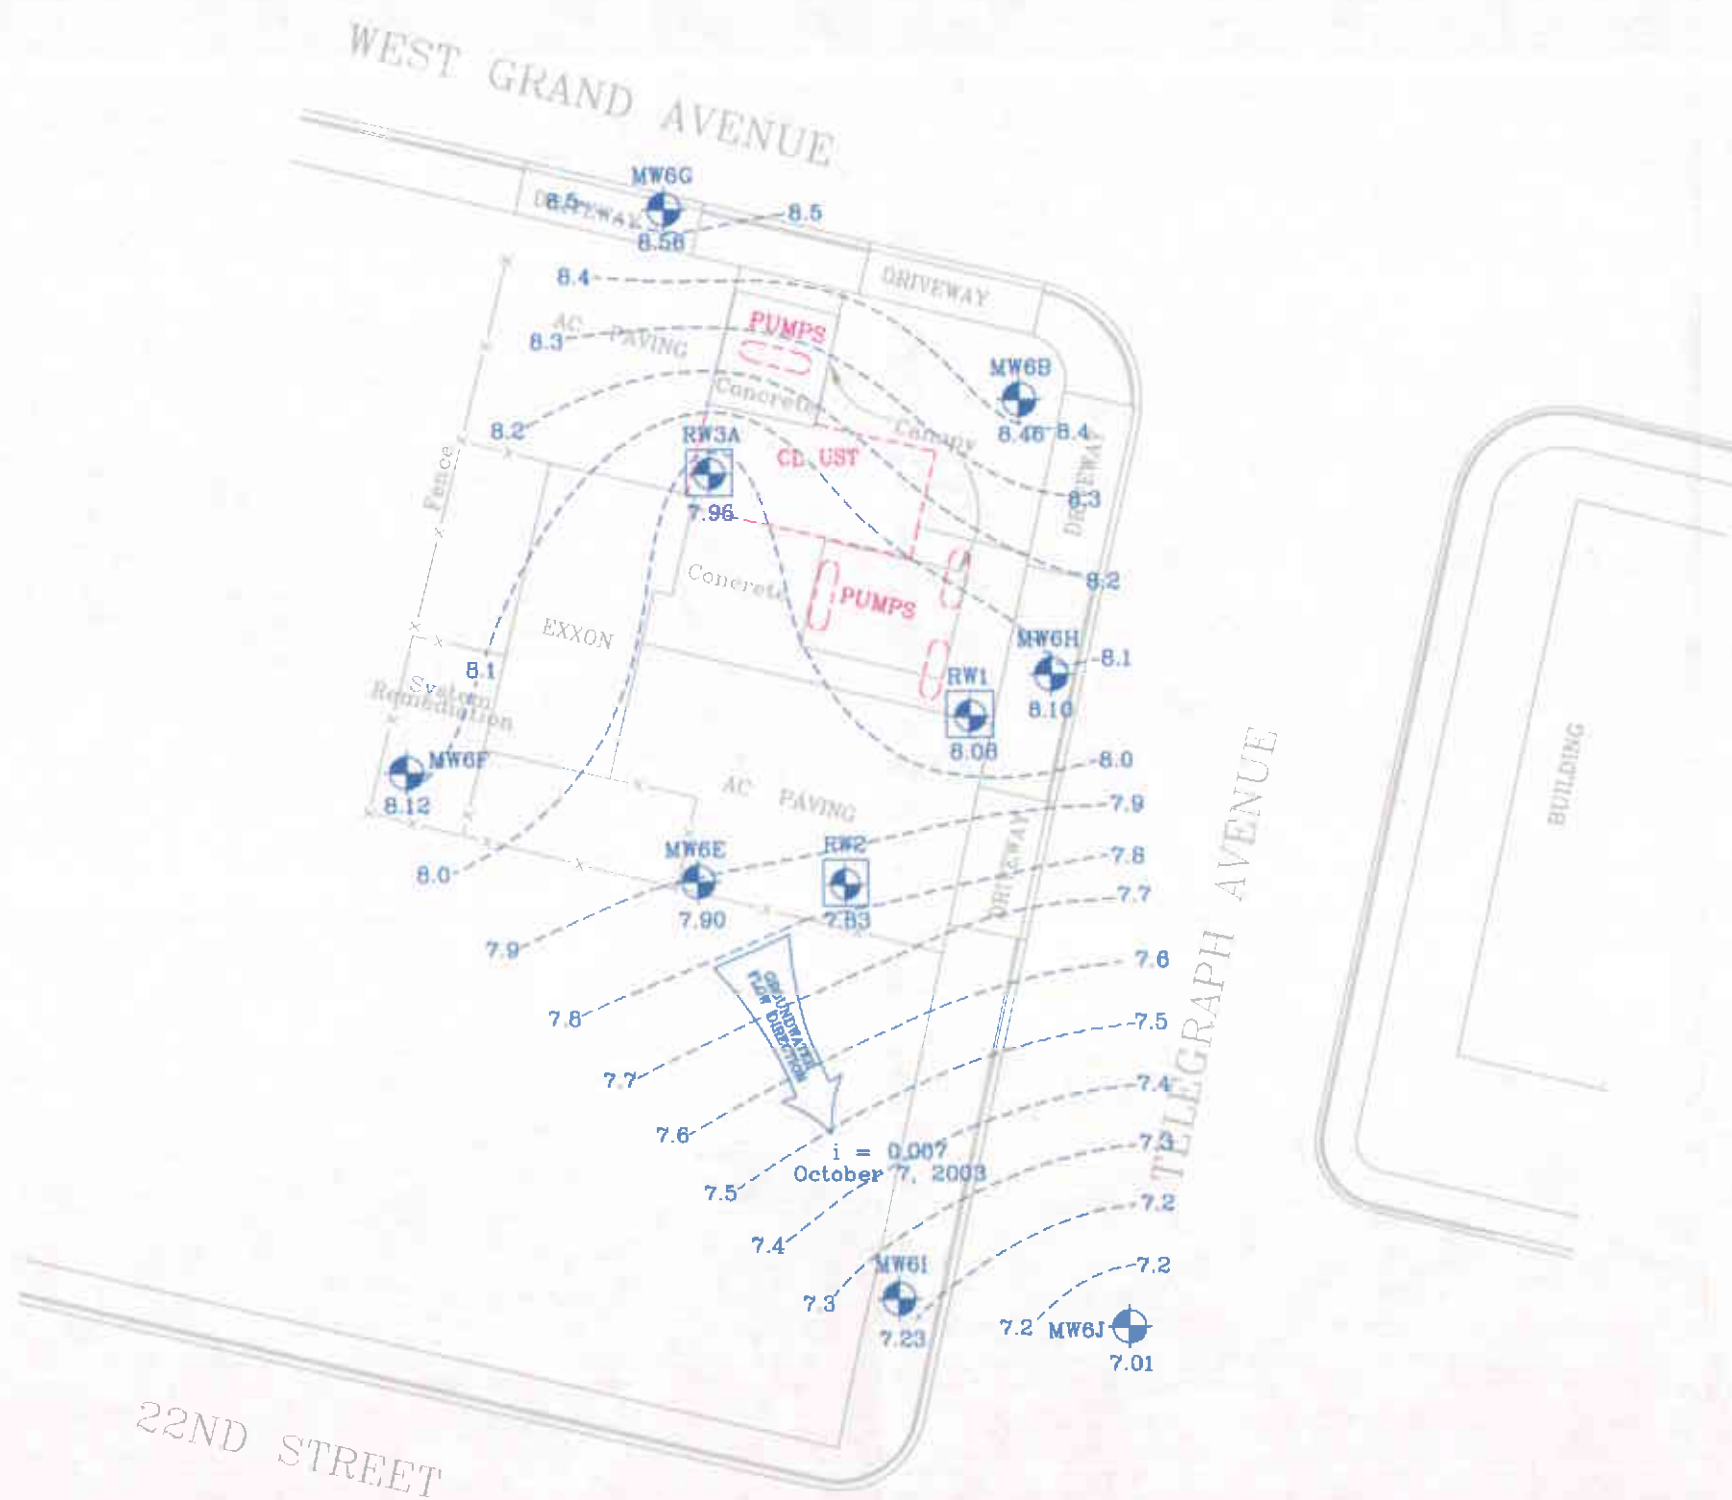 WEST GRAND AVENUE
MW6G
8.5
DRIVEWAY
8.5
8.56
8.4
DRIVEWAY
AC PAVING
PUMPS
8.3
MW6B
Concrete
8.2
RW3A
Canopy
8.46
8.4
DRIVEWAY
CL UST
Fence
8.3
7.96
Concrete
8.2
PUMPS
EXXON
MW6H
8.1
8.1
RW1
System
Remediation
8.10
8.08
MW6F
8.0
8.12
AC PAVING
7.9
BUILDING
RW2
MW6E
7.8
DRIVEWAY
8.0
7.7
7.90
7.83
7.9
7.6
GROUNDWATER
FLOW DIRECTION
7.8
7.5
7.7
7.4
TELEGRAPH AVENUE
7.6
7.3
i = 0.007
October 7, 2003
7.5
7.2
7.4
MW6I
7.2
7.3
7.2
MW6J
7.23
7.01
22ND STREET